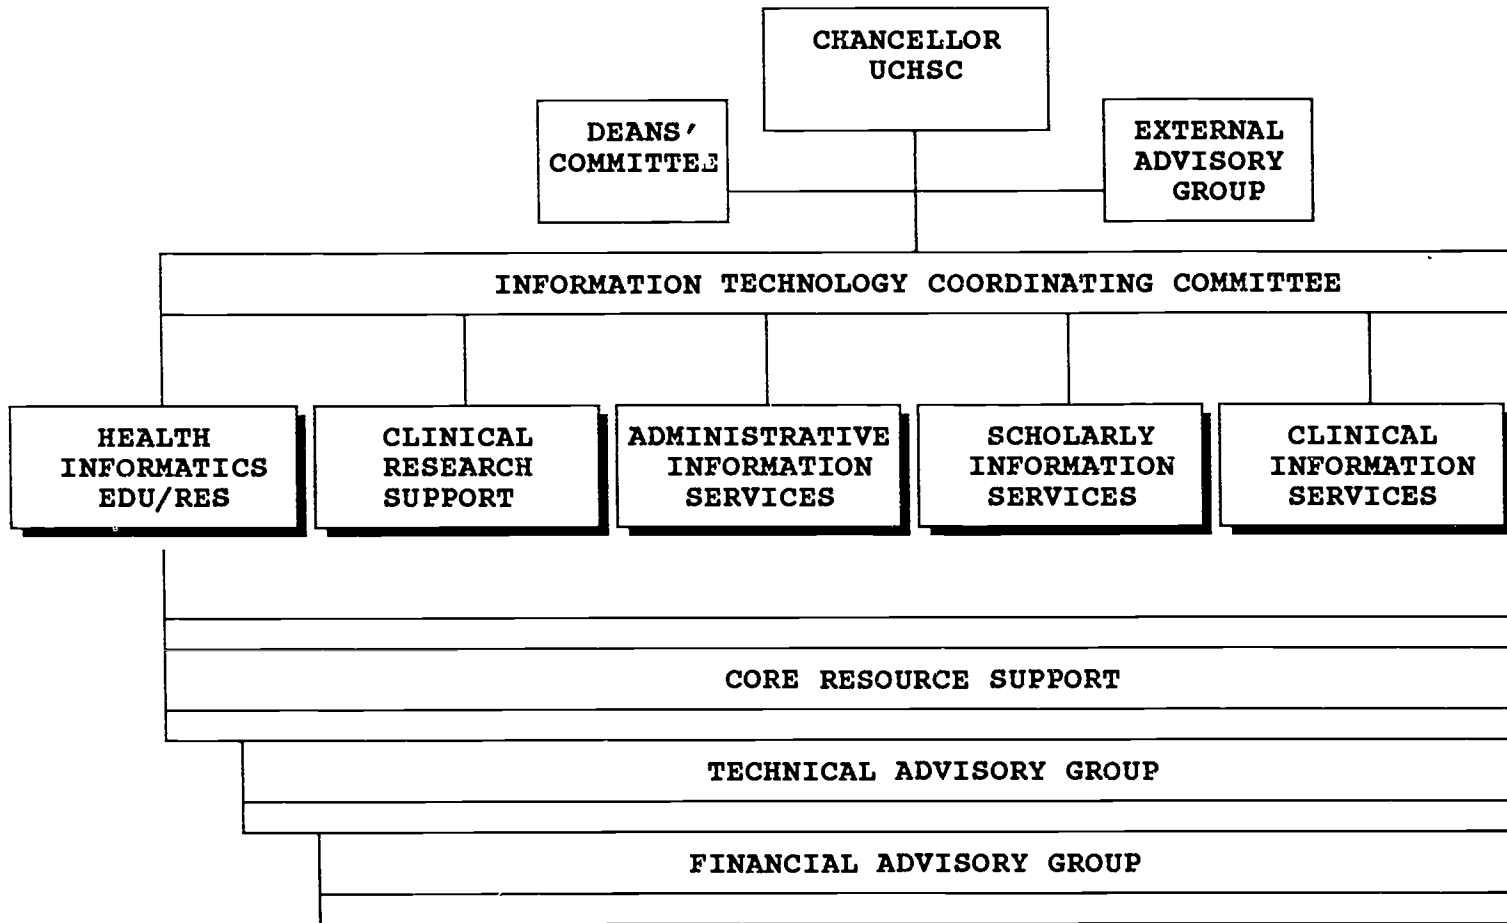 CHANCELLOR
UCHSC
DEANS'
COMMITTEE
EXTERNAL
ADVISORY
GROUP
INFORMATION TECHNOLOGY COORDINATING COMMITTEE
HEALTH
INFORMATICS
EDU/RES
CLINICAL
RESEARCH
SUPPORT
ADMINISTRATIVE
INFORMATION
SERVICES
SCHOLARLY
INFORMATION
SERVICES
CLINICAL
INFORMATION
SERVICES
CORE RESOURCE SUPPORT
TECHNICAL ADVISORY GROUP
FINANCIAL ADVISORY GROUP